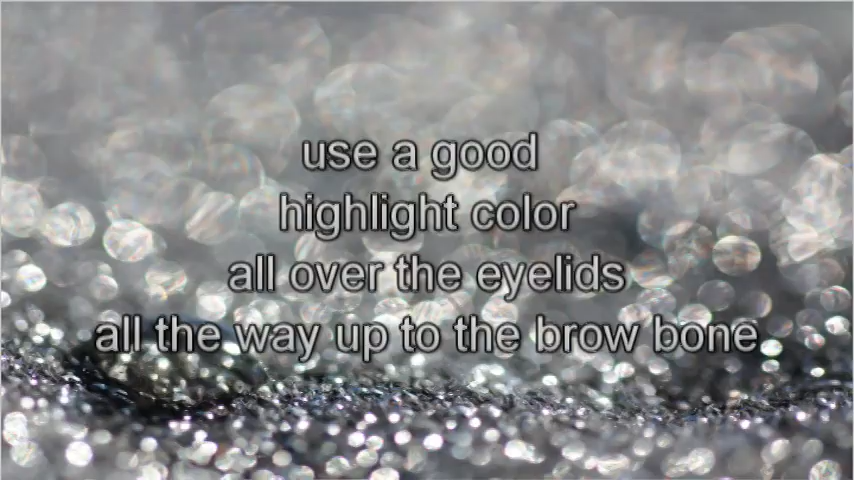 use a good
highlight color
all over the eyelids
all the way up to the brow bone